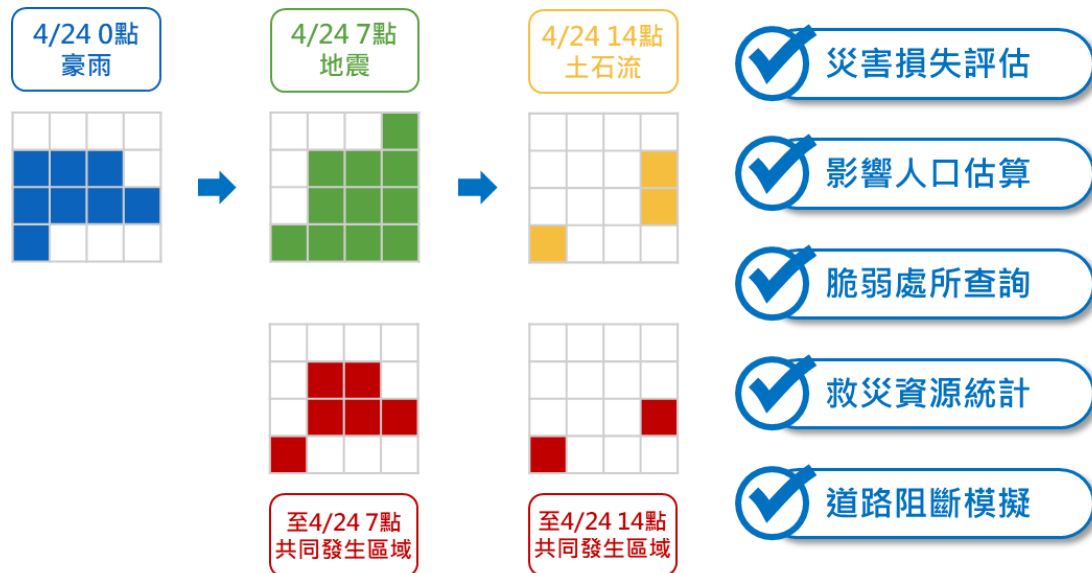 4/24 0點
豪雨
4/24 7點
地震
4/24 14點
土石流
至4/24 7點
共同發生區域
至4/24 14點
共同發生區域
災害損失評估
影響人口估算
脆弱處所查詢
救災資源統計
道路阻斷模擬